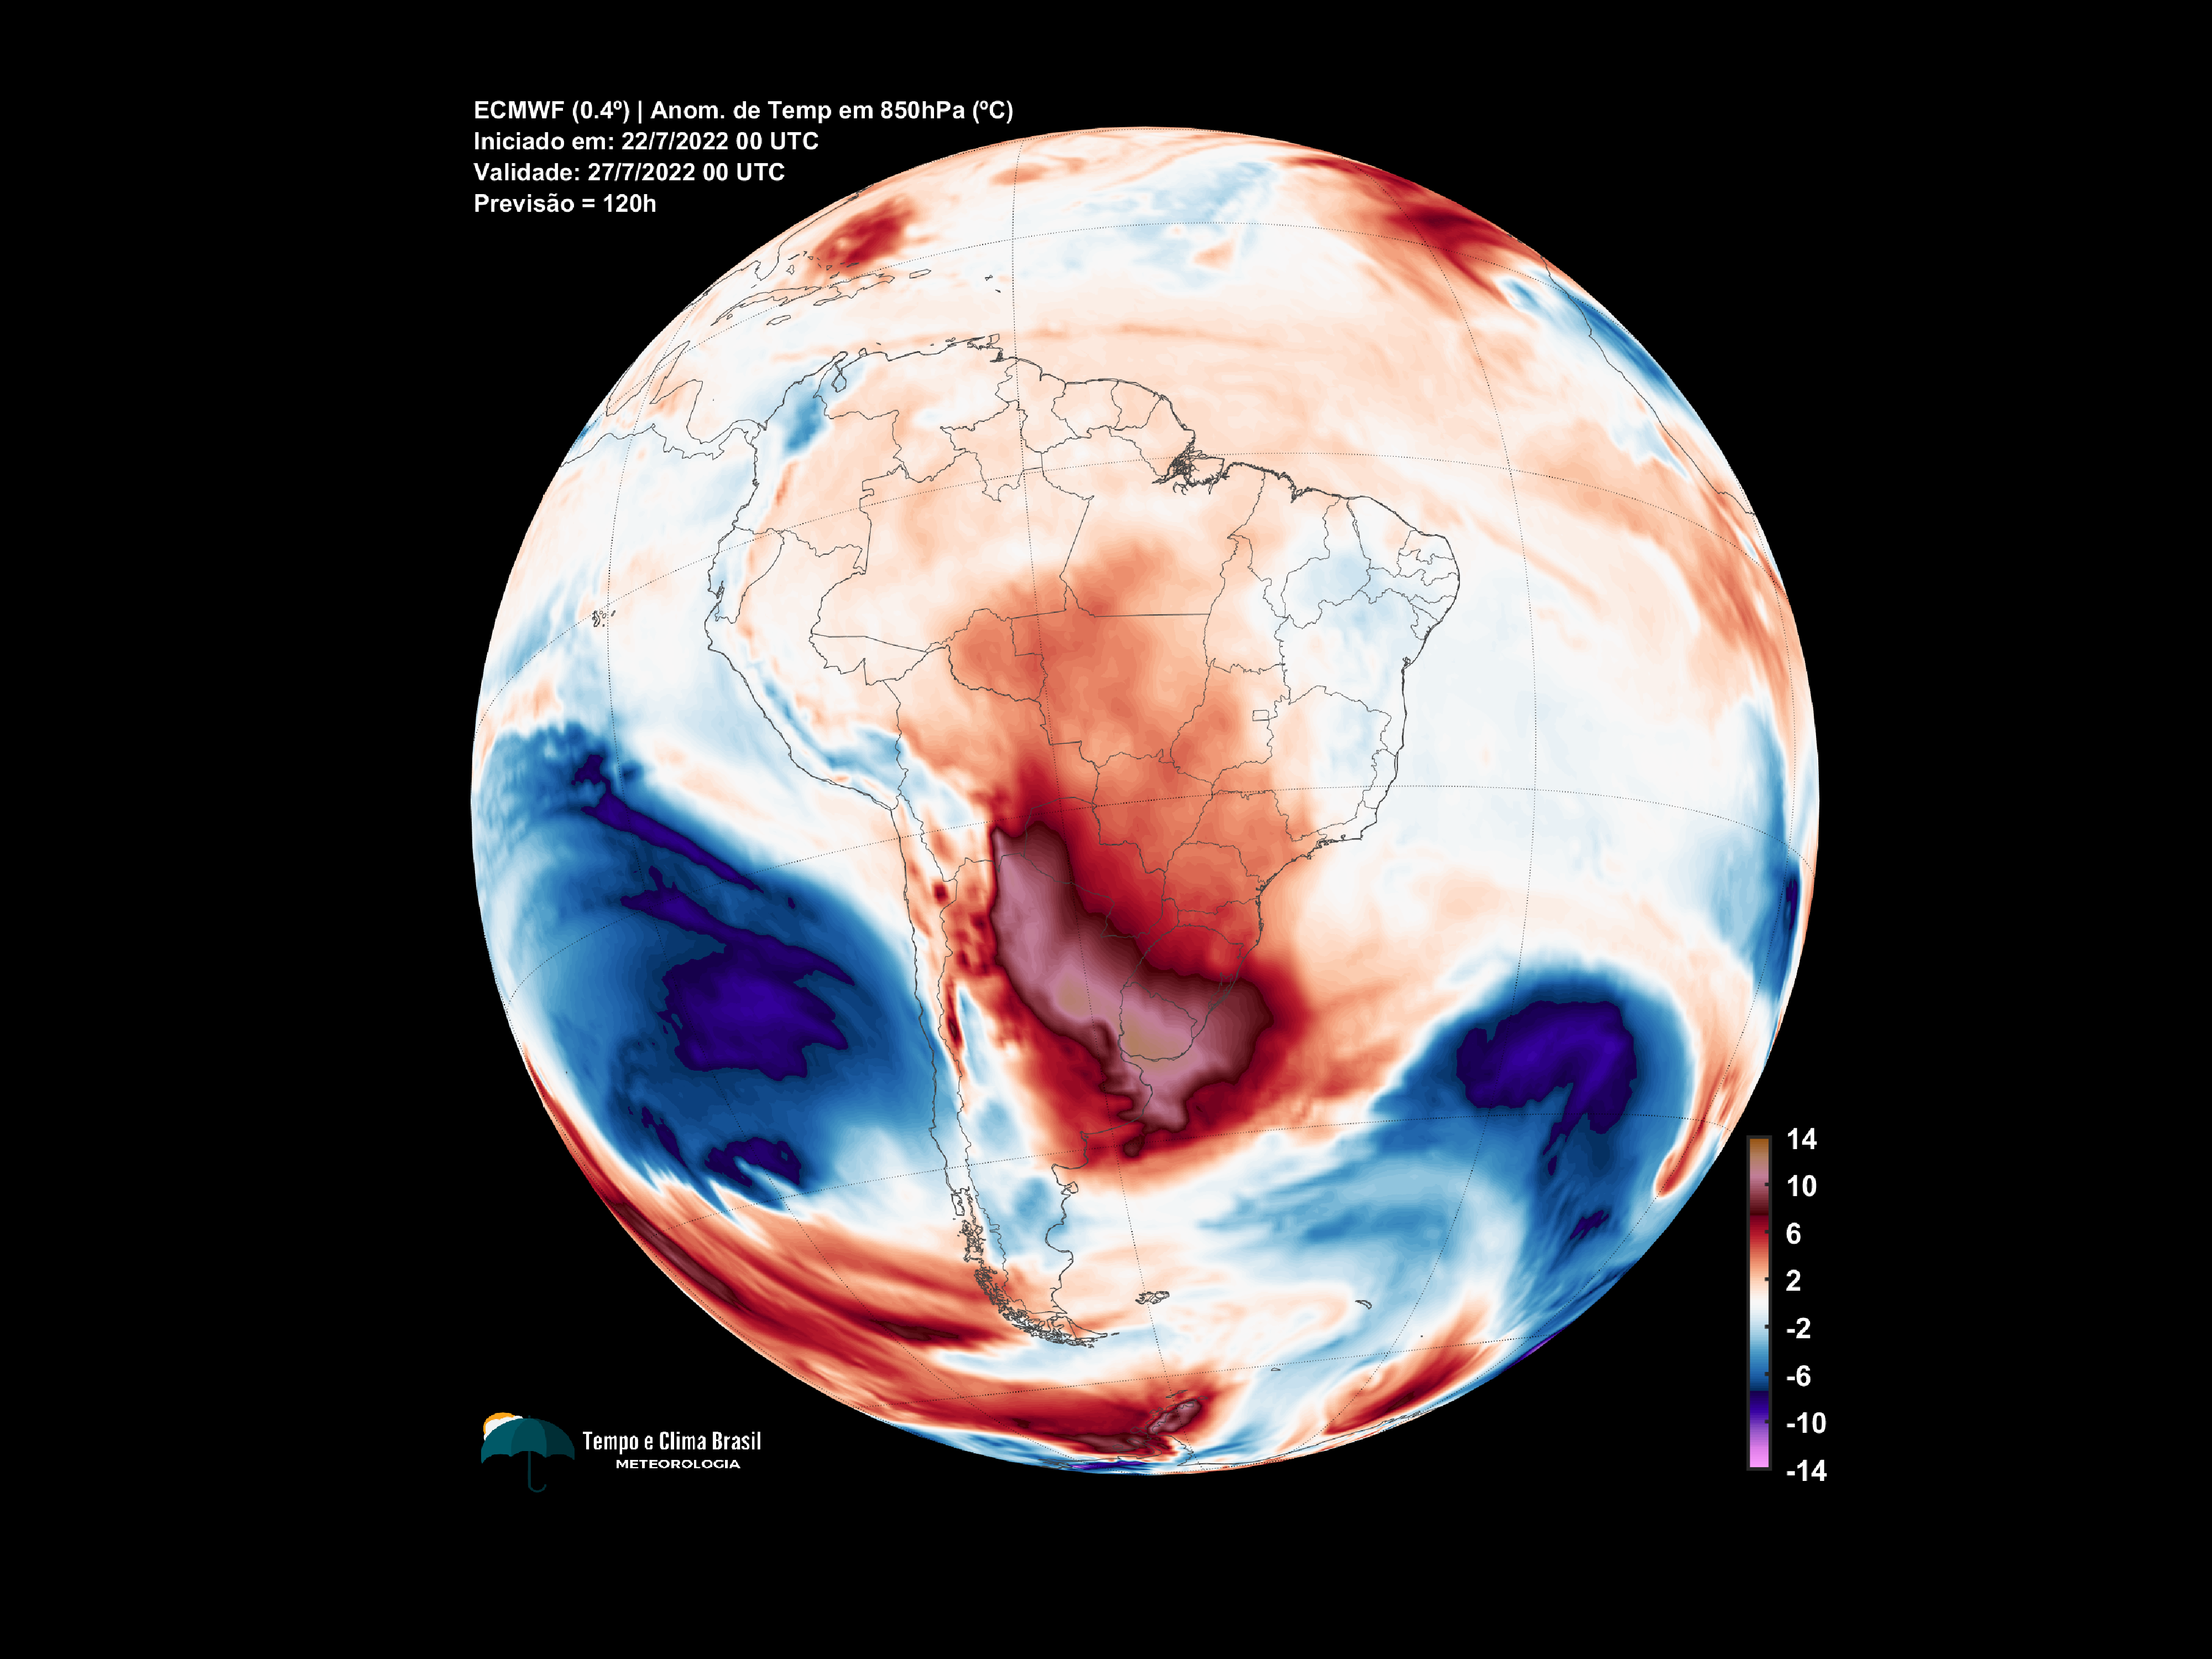 ECMWF (0.4º) | Anom. de Temp em 850hPa (ºC)
Iniciado em: 22/7/2022 00 UTC
Validade: 27/7/2022 00 UTC
Previsão = 120h
14
10
6
2
-2
-6
-10
-14
Tempo e Clima Brasil
METEOROLOGIA